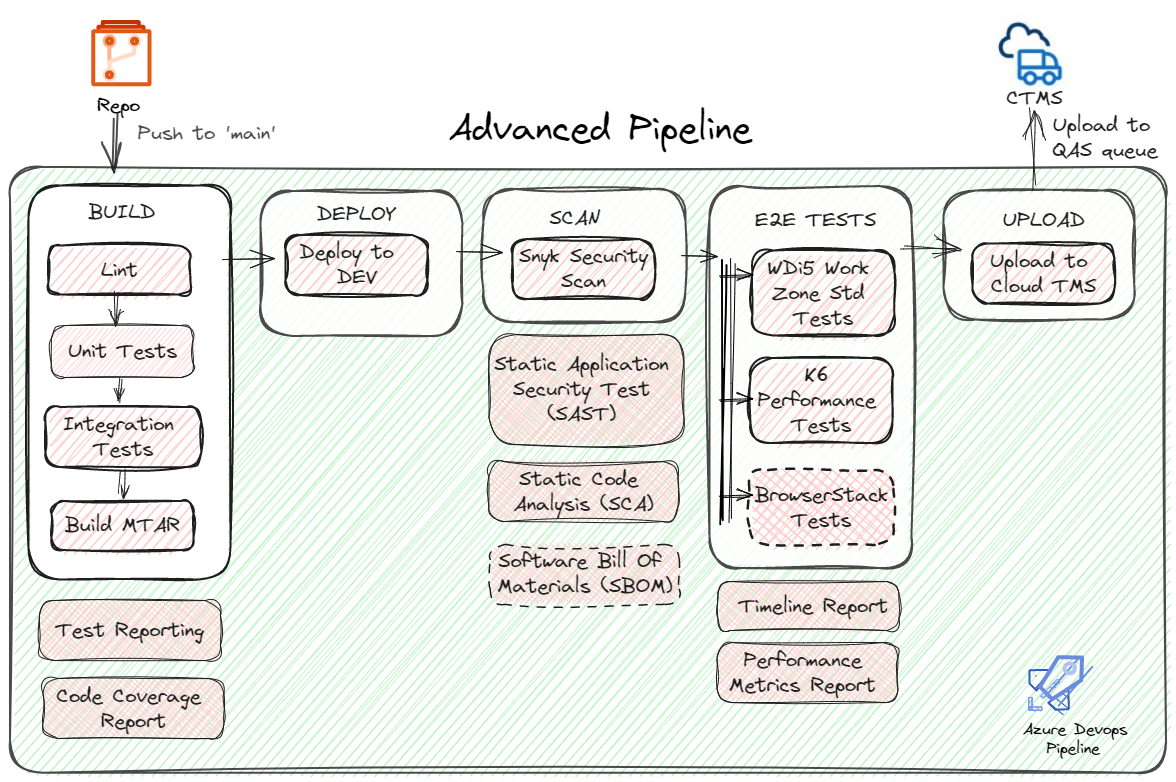 Repo
CTMS
Push to 'main'
Advanced Pipeline
Upload to
QAS queue
BUILD
Lint
Unit Tests
Integration
Tests
Build MTAR
Test Reporting
Code Coverage
Report
DEPLOY
Deploy to
DEV
SCAN
Snyk Security
Scan
Static Application
Security Test
(SAST)
Static Code
Analysis (SCA)
Software Bill Of
Materials (SBOM)
E2E TESTS
WDi5 Work
Zone Std
Tests
K6
Performance
Tests
BrowserStack
Tests
Timeline Report
Performance
Metrics Report
UPLOAD
Upload to
Cloud TMS
Azure Devops
Pipeline